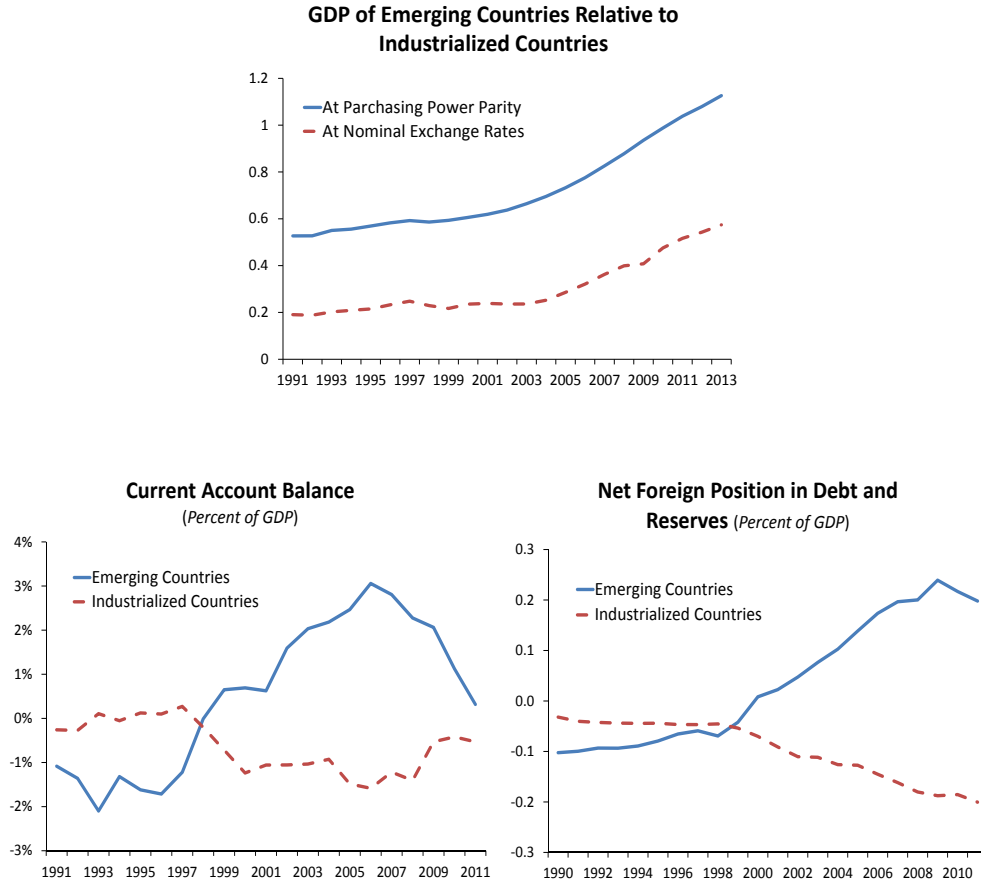 GDP of Emerging Countries Relative to
Industrialized Countries
1.2
1
0.8
0.6
0.4
0.2
0
At Parchasing Power Parity
At Nominal Exchange Rates
1991 1993 1995 1997 1999 2001 2003 2005 2007 2009 2011 2013
Current Account Balance
(Percent of GDP)
4%
3%
2%
1%
0%
-1%
-2%
-3%
Emerging Countries
Industrialized Countries
1991 1993 1995 1997 1999 2001 2003 2005 2007 2009 2011
Net Foreign Position in Debt and
Reserves (Percent of GDP)
0.3
0.2
0.1
0.0
-0.1
-0.2
-0.3
Emerging Countries
Industrialized Countries
1990 1992 1994 1996 1998 2000 2002 2004 2006 2008 2010